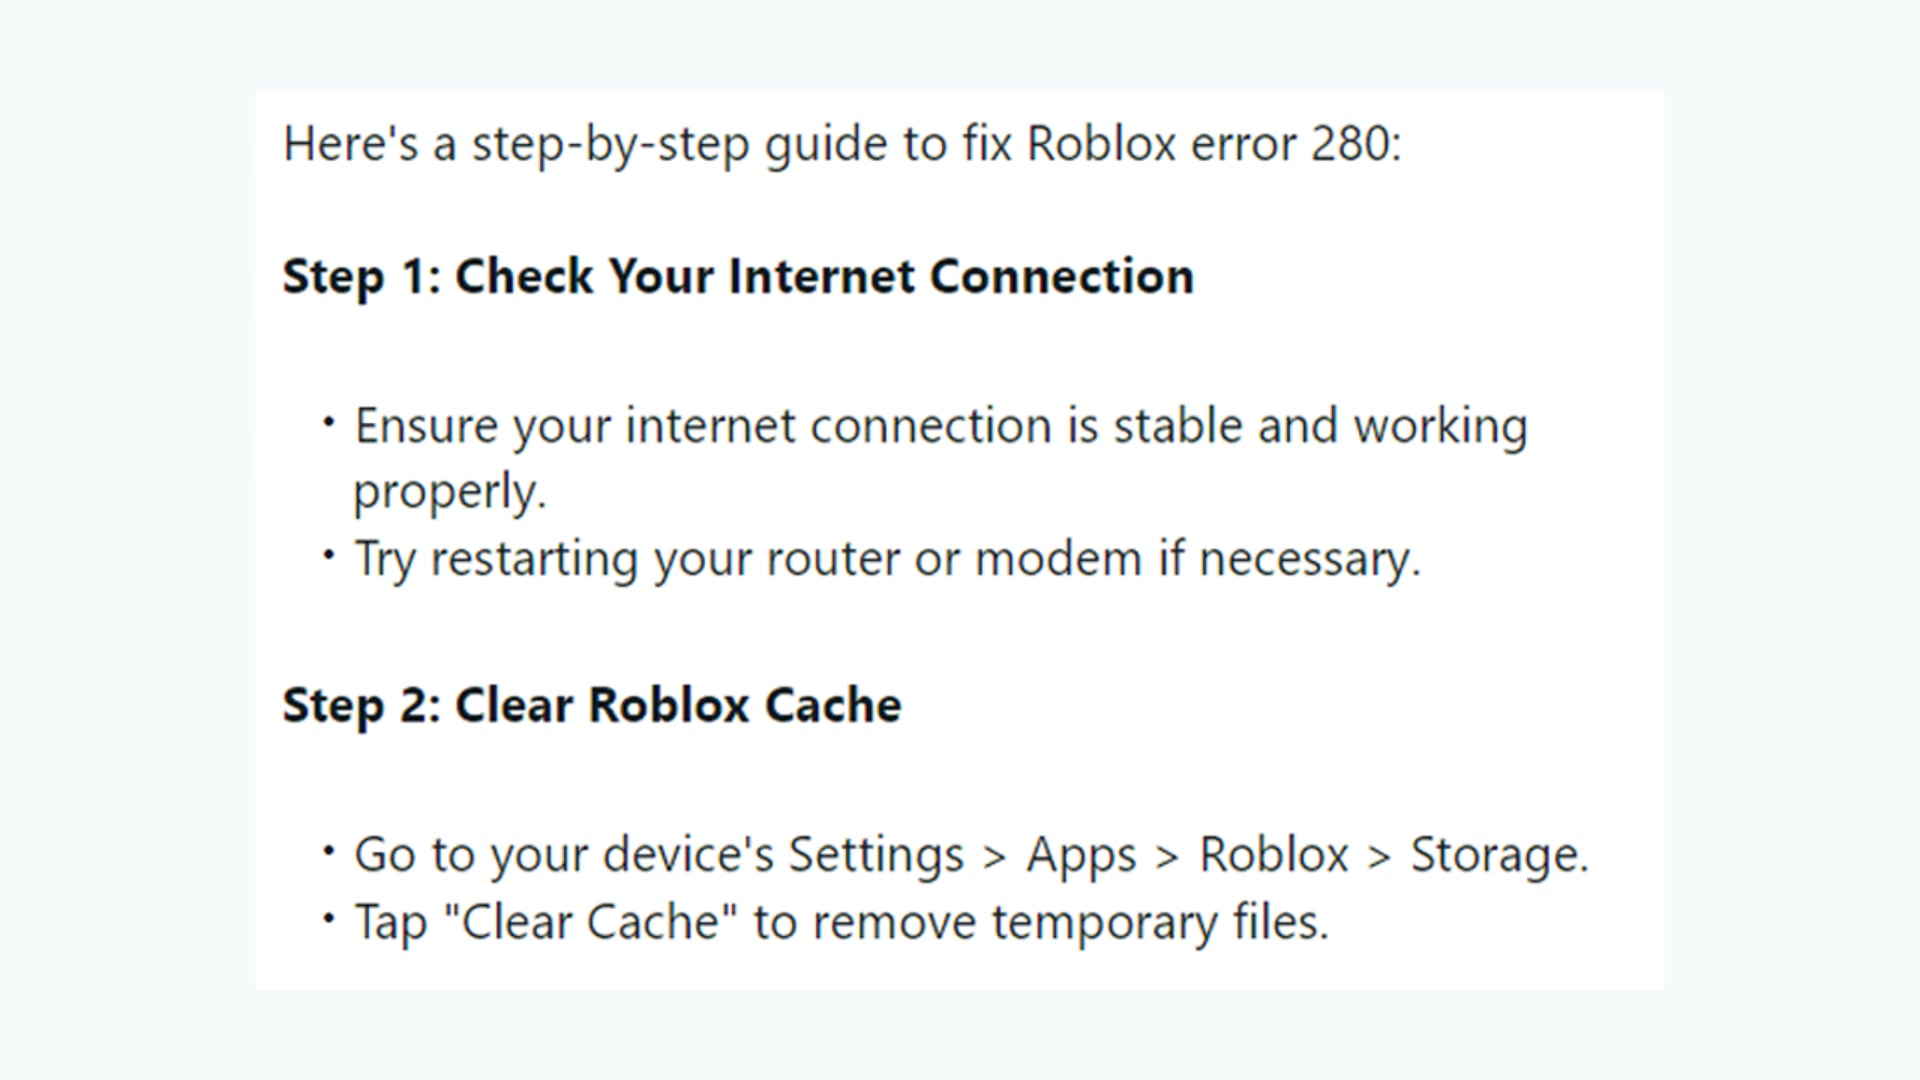 Here's a step-by-step guide to fix Roblox error 280:
Step 1: Check Your Internet Connection
• Ensure your internet connection is stable and working
properly.
• Try restarting your router or modem if necessary.
Step 2: Clear Roblox Cache
• Go to your device's Settings > Apps > Roblox > Storage.
• Tap "Clear Cache" to remove temporary files.